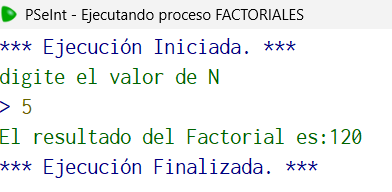 PSeInt - Ejecutando proceso FACTORIALES
*** Ejecución Iniciada. ***
digite el valor de N
> 5
El resultado del Factorial es:120
*** Ejecución Finalizada. ***